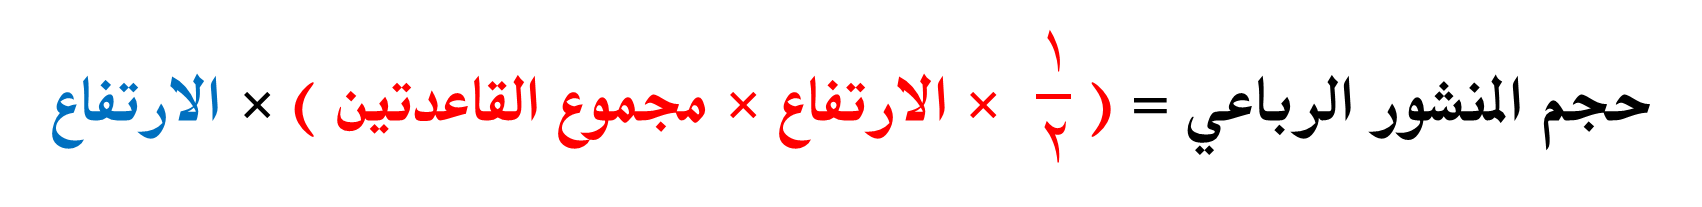 حجم المنشور الرباعي = ( ١/٢ × الارتفاع × مجموع القاعدتين ) × الارتفاع